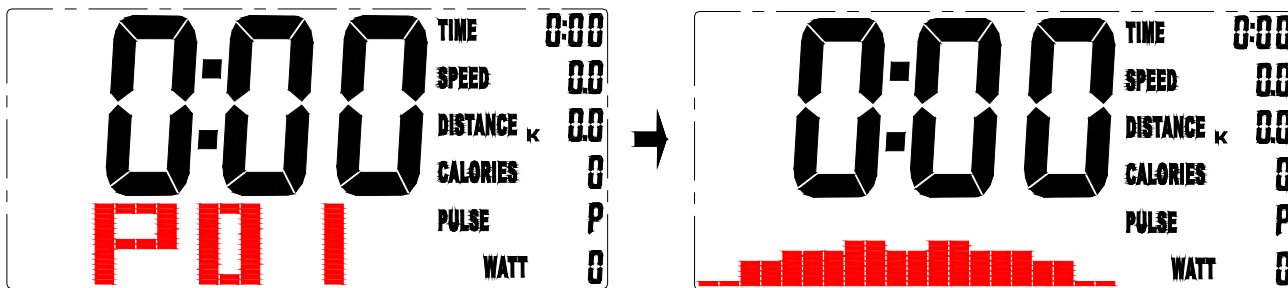 0:00
TIME 0:00
SPEED 0.0
DISTANCE K 0.0
CALORIES 0
PULSE P
WATT 0
P01
0:00
TIME 0:00
SPEED 0.0
DISTANCE K 0.0
CALORIES 0
PULSE P
WATT 0